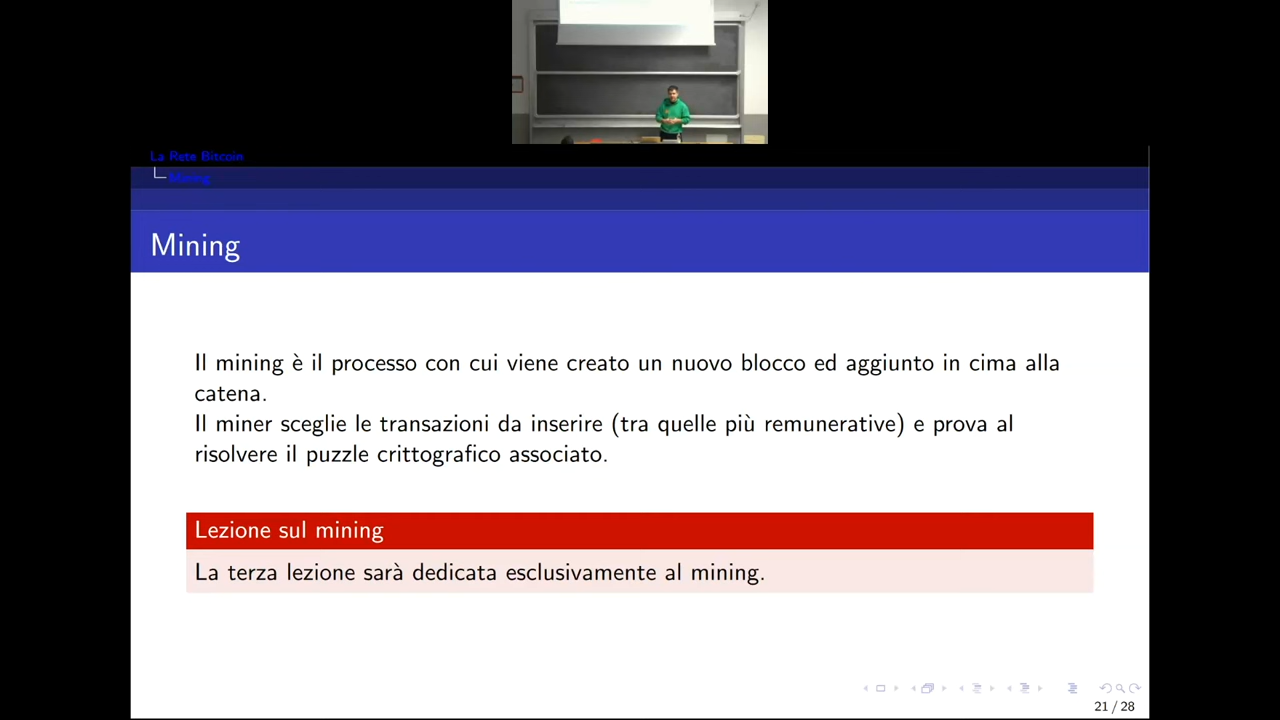 La Rete Bitcoin
Mining
Mining
Il mining è il processo con cui viene creato un nuovo blocco ed aggiunto in cima alla
catena.
Il miner sceglie le transazioni da inserire (tra quelle più remunerative) e prova al
risolvere il puzzle crittografico associato.
Lezione sul mining
La terza lezione sarà dedicata esclusivamente al mining.
21 / 28